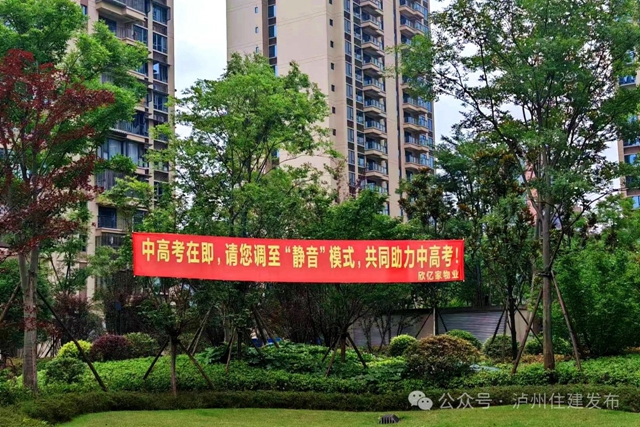 中高考在即，请您调至“静音”模式，共同助力中高考！
欣亿家物业
公众号·泸州住建发布